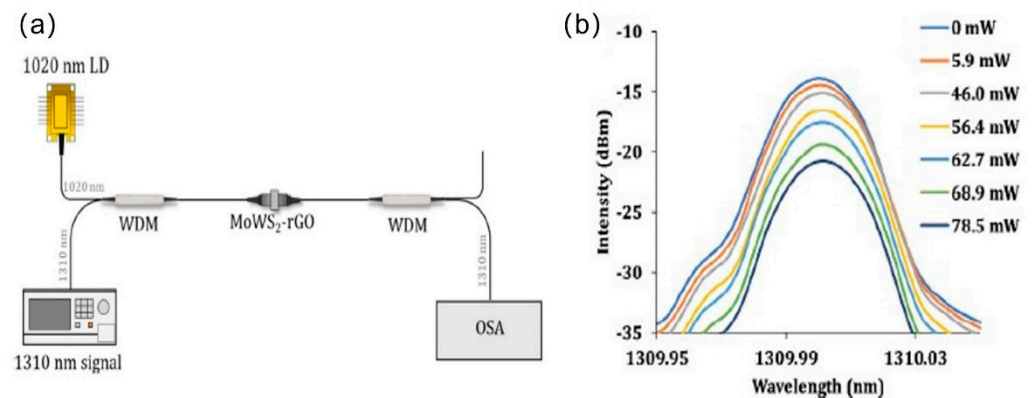 (a)
1020 nm LD
1020 nm
WDM
MoWS₂-rGO
WDM
1310 nm
1310 nm
OSA
1310 nm signal
(b)
Intensity (dBm)
-10
-15
-20
-25
-30
-35
1309.95
1309.99
1310.03
Wavelength (nm)
0 mW
5.9 mW
46.0 mW
56.4 mW
62.7 mW
68.9 mW
78.5 mW